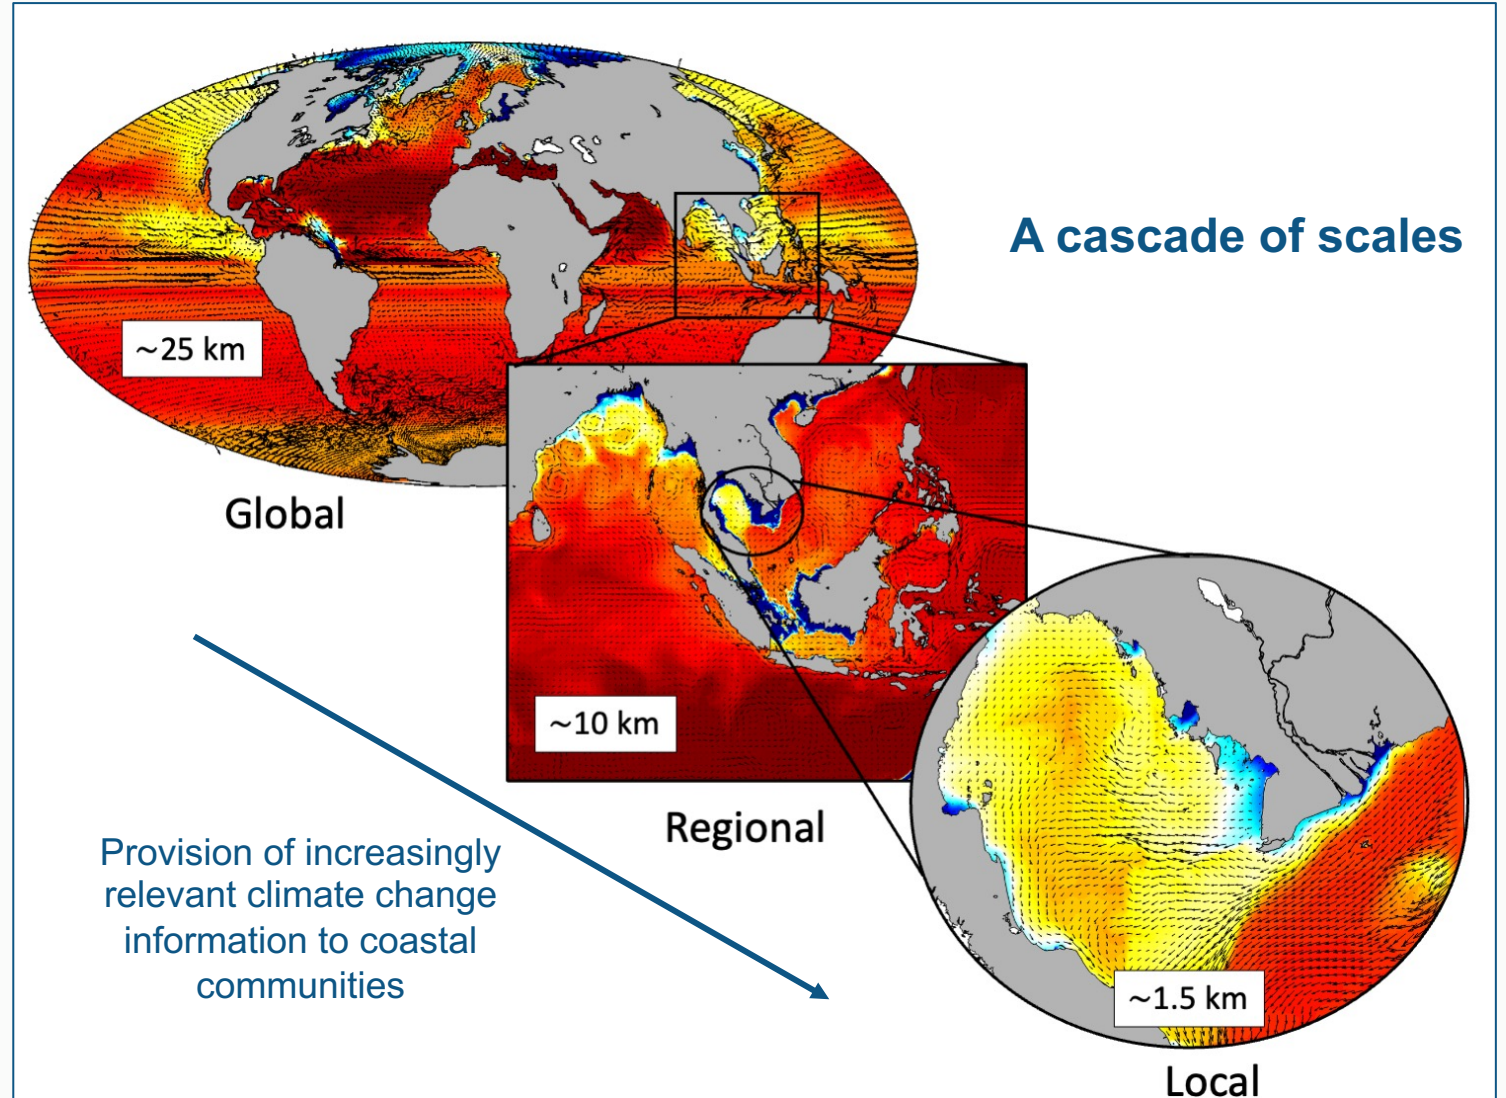 A cascade of scales
~25 km
Global
~10 km
Regional
Provision of increasingly
relevant climate change
information to coastal
communities
~1.5 km
Local